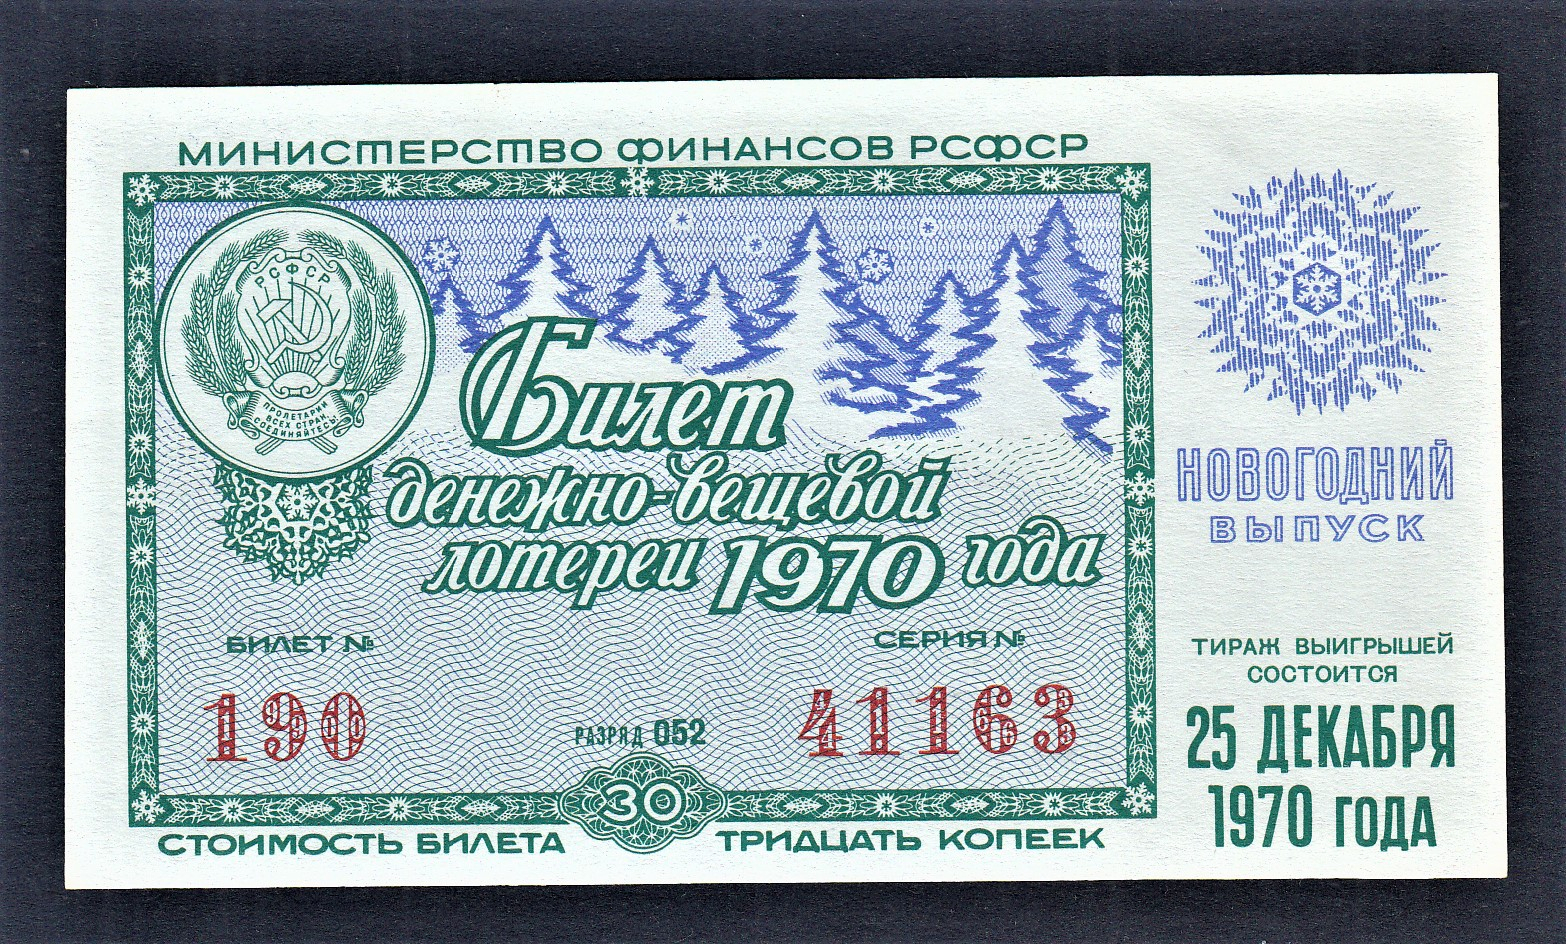 МИНИСТЕРСТВО ФИНАНСОВ РСФСР
РСФСР
ПРОЛЕТАРИИ
ВСЕХ СТРАН,
СОЕДИНЯЙТЕСЬ!
Билет
денежно-вещевой
лотереи 1970 года
БИЛЕТ №
СЕРИЯ №
190
РАЗРЯД 052
41163
30
СТОИМОСТЬ БИЛЕТА
ТРИДЦАТЬ КОПЕЕК
НОВОГОДНИЙ
ВЫПУСК
ТИРАЖ ВЫИГРЫШЕЙ
СОСТОИТСЯ
25 ДЕКАБРЯ
1970 ГОДА